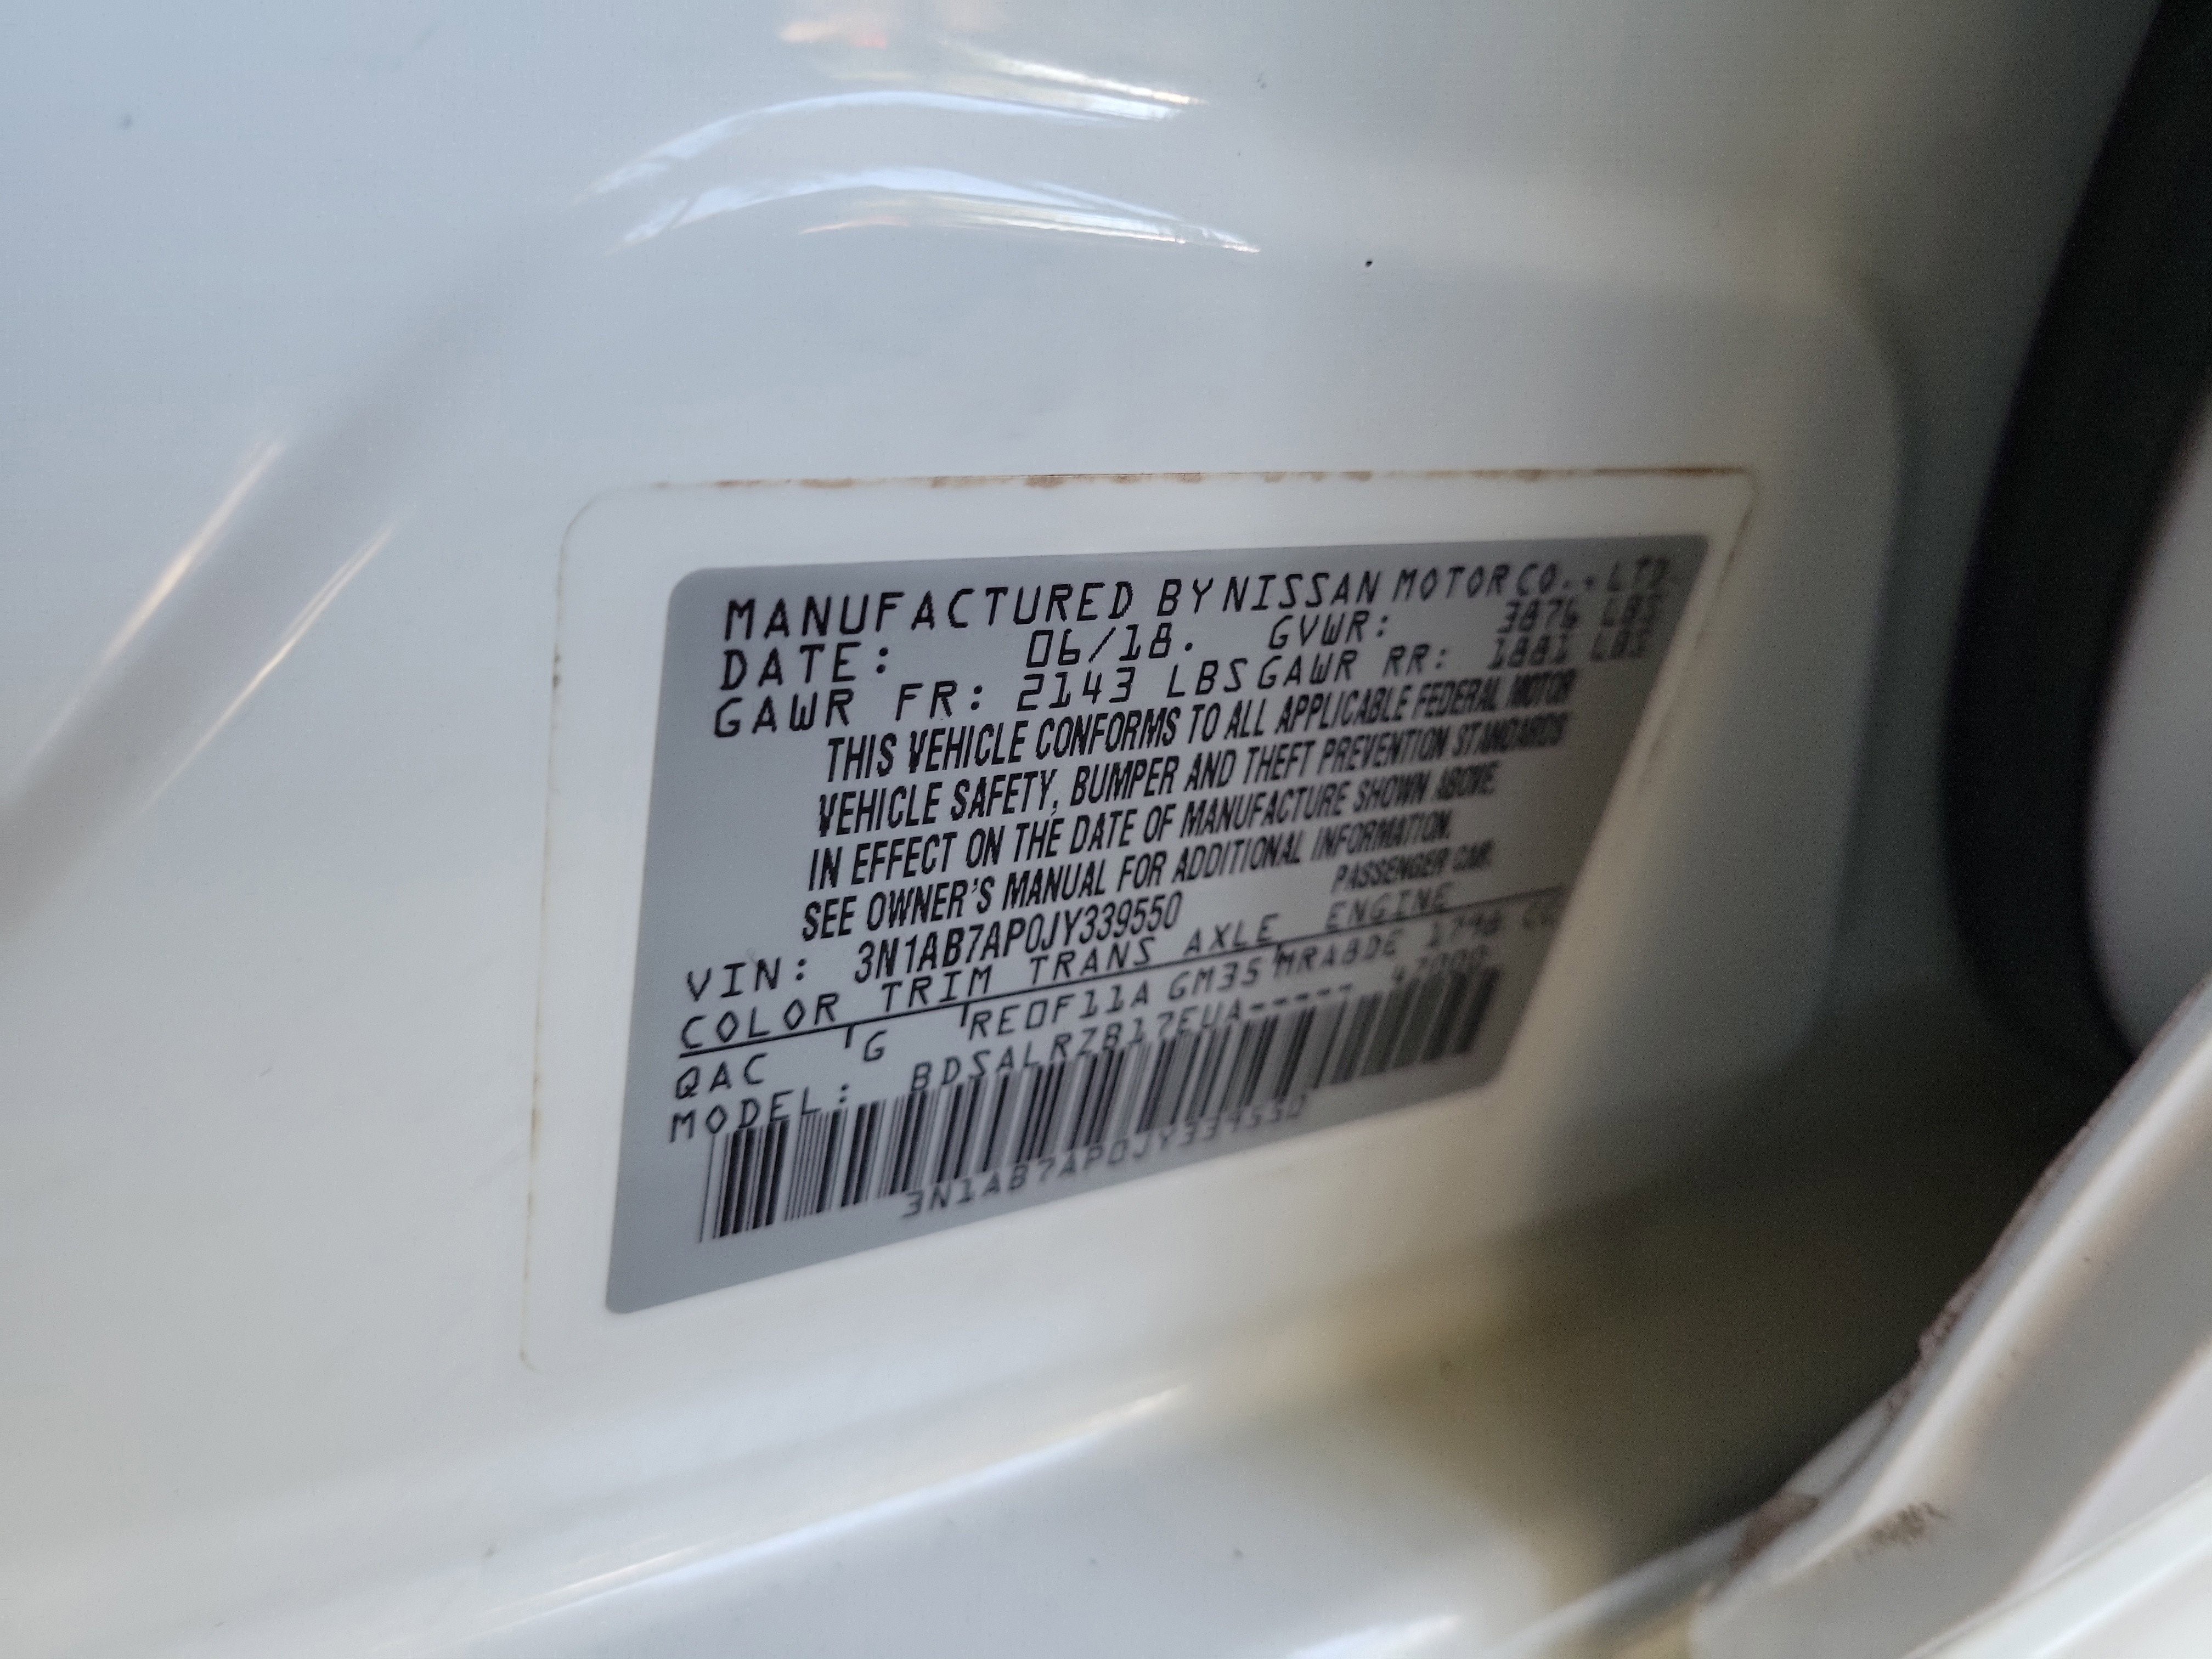 MANUFACTURED BY NISSAN MOTOR CO., LTD.
DATE: 06/18. GVWR: 3876 LBS
GAWR FR: 2143 LBS GAWR RR: 1881 LBS
THIS VEHICLE CONFORMS TO ALL APPLICABLE FEDERAL MOTOR
VEHICLE SAFETY, BUMPER AND THEFT PREVENTION STANDARDS
IN EFFECT ON THE DATE OF MANUFACTURE SHOWN ABOVE.
SEE OWNER'S MANUAL FOR ADDITIONAL INFORMATION.
VIN: 3N1AB7AP0JY339550 PASSENGER CAR.
COLOR TRIM TRANS AXLE ENGINE
QAC G RE0F11A GM35 MRA8DE 1798 CC
MODEL: BDSALRZB17EUA----- 47000
3N1AB7AP0JY339550